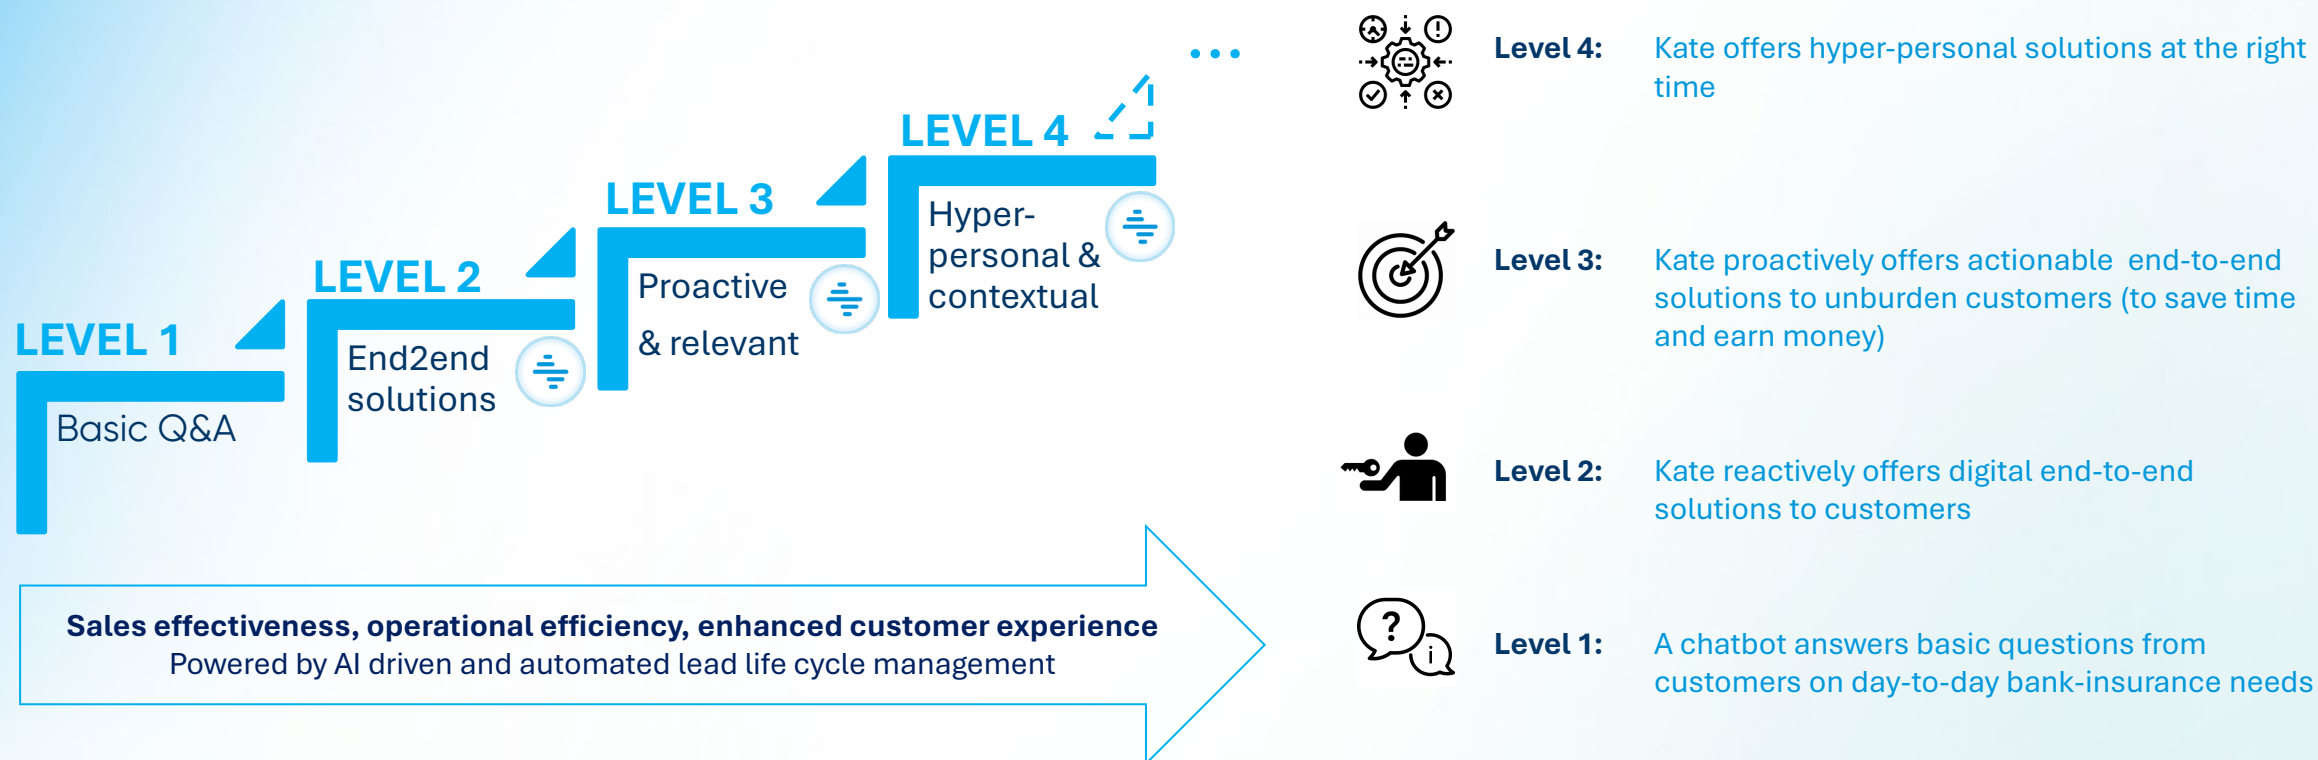 LEVEL 1
Basic Q&A
LEVEL 2
End2end
solutions
LEVEL 3
Proactive
& relevant
LEVEL 4
Hyper-
personal &
contextual
...
Sales effectiveness, operational efficiency, enhanced customer experience
Powered by AI driven and automated lead life cycle management
Level 4: Kate offers hyper-personal solutions at the right
time
Level 3: Kate proactively offers actionable end-to-end
solutions to unburden customers (to save time
and earn money)
Level 2: Kate reactively offers digital end-to-end
solutions to customers
Level 1: A chatbot answers basic questions from
customers on day-to-day bank-insurance needs